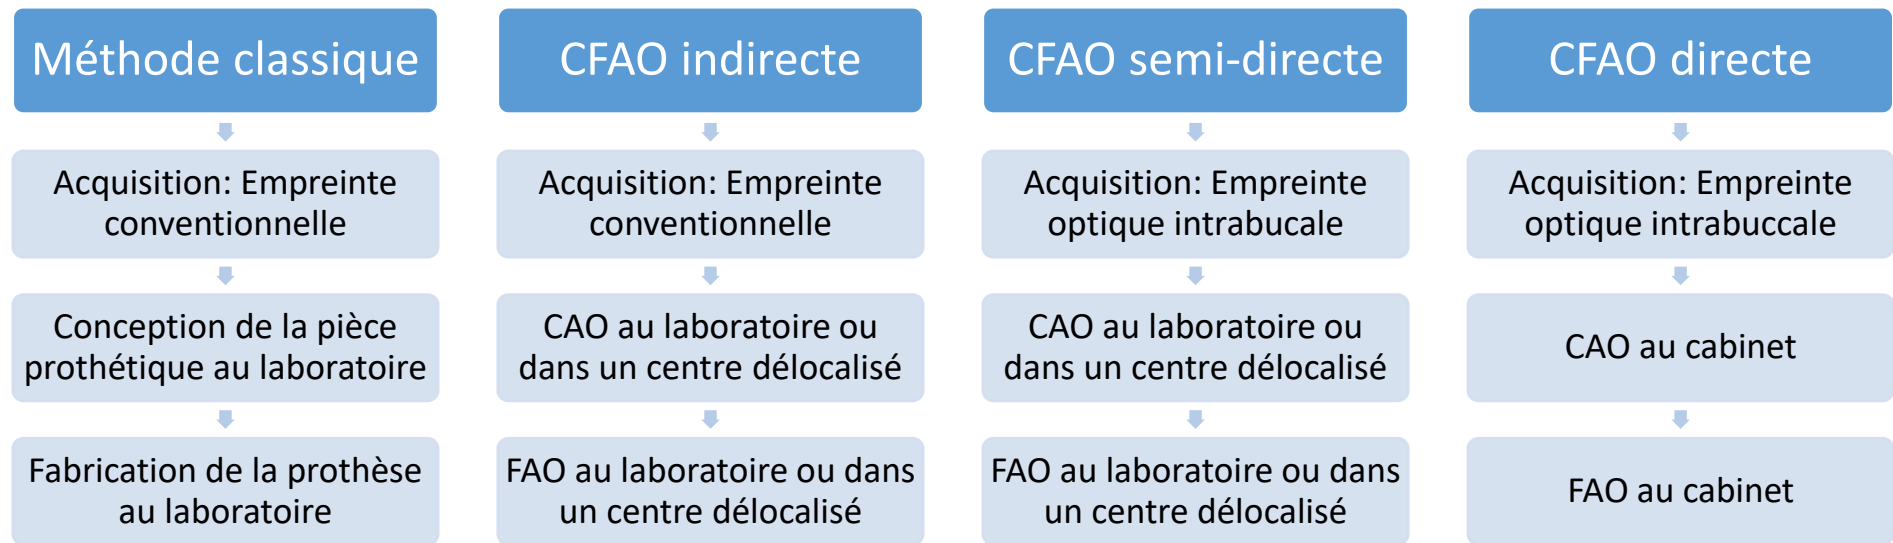 Méthode classique
Acquisition: Empreinte
conventionnelle
Conception de la pièce
prothétique au laboratoire
Fabrication de la prothèse
au laboratoire
CFAO indirecte
Acquisition: Empreinte
conventionnelle
CAO au laboratoire ou
dans un centre délocalisé
FAO au laboratoire ou dans
un centre délocalisé
CFAO semi-directe
Acquisition: Empreinte
optique intrabucale
CAO au laboratoire ou
dans un centre délocalisé
FAO au laboratoire ou dans
un centre délocalisé
CFAO directe
Acquisition: Empreinte
optique intrabuccale
CAO au cabinet
FAO au cabinet